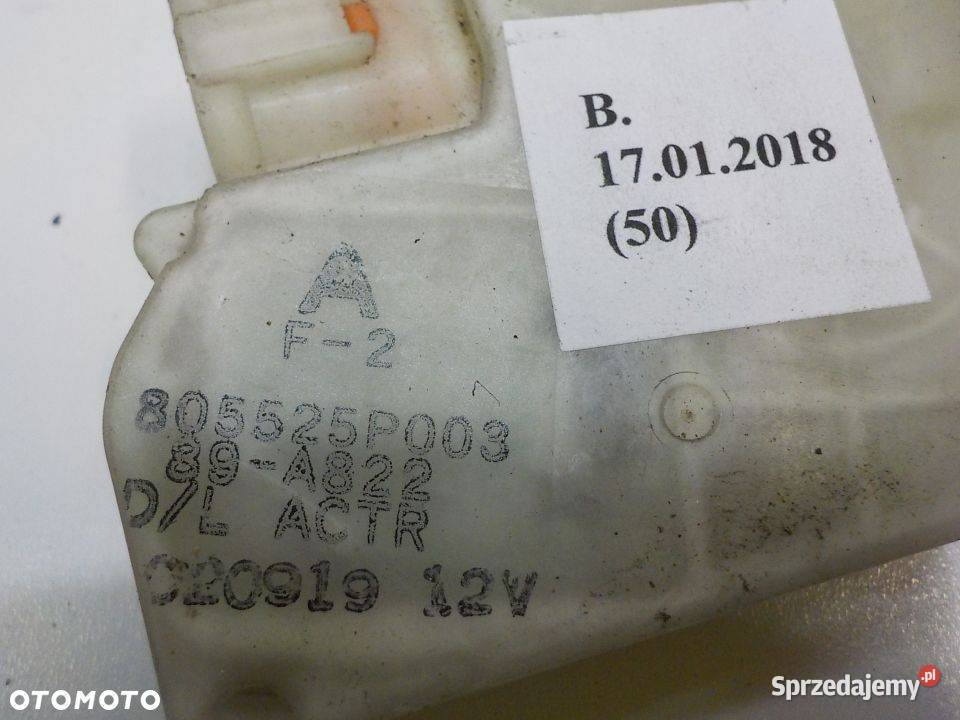 B.
17.01.2018
(50)
A
F-2
805525P003
89-A822
D/L ACTR
020919 12V
OTOMOTO
Sprzedajemy.pl